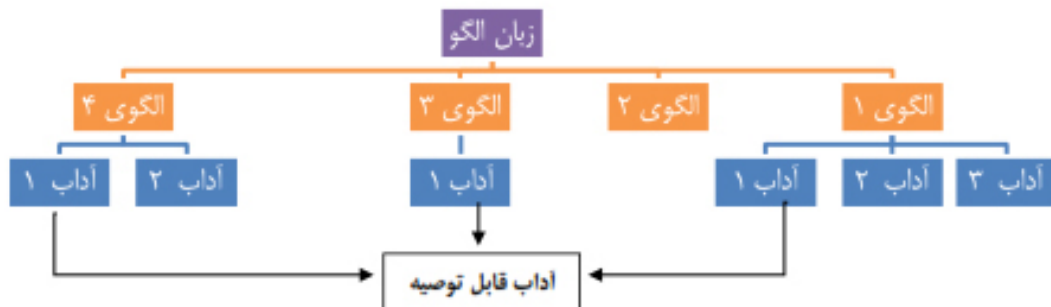 زبان الگو
الگوی ۱
الگوی ۲
الگوی ۳
الگوی ۴
آداب ۳
آداب ۲
آداب ۱
آداب ۱
آداب ۲
آداب ۱
آداب قابل توصیه